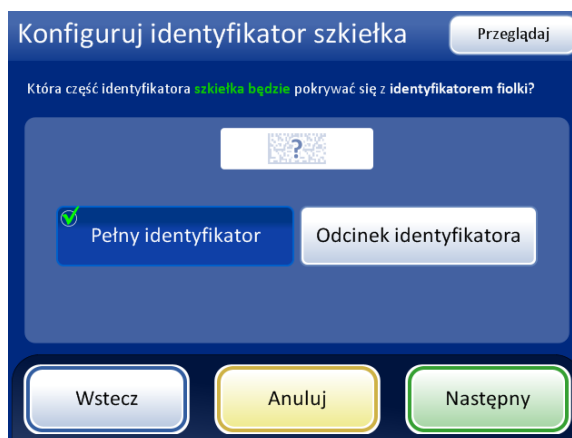 Konfiguruj identyfikator szkiełka
Przeglądaj
Która część identyfikatora szkiełka będzie pokrywać się z identyfikatorem fiolki?
?
Pełny identyfikator
Odcinek identyfikatora
Wstecz
Anuluj
Następny